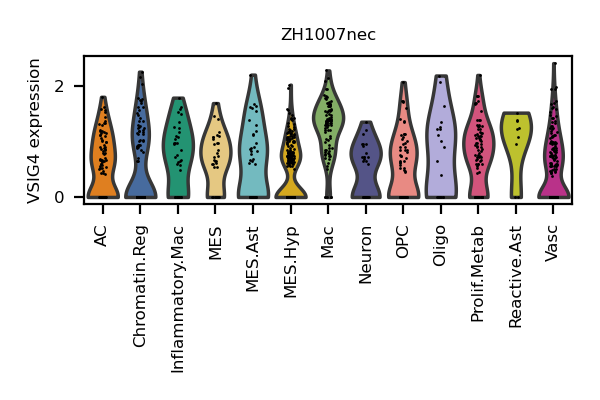 ZH1007nec
VSIG4 expression
2
0
AC
Chromatin.Reg
Inflammatory.Mac
MES
MES.Ast
MES.Hyp
Mac
Neuron
OPC
Oligo
Prolif.Metab
Reactive.Ast
Vasc